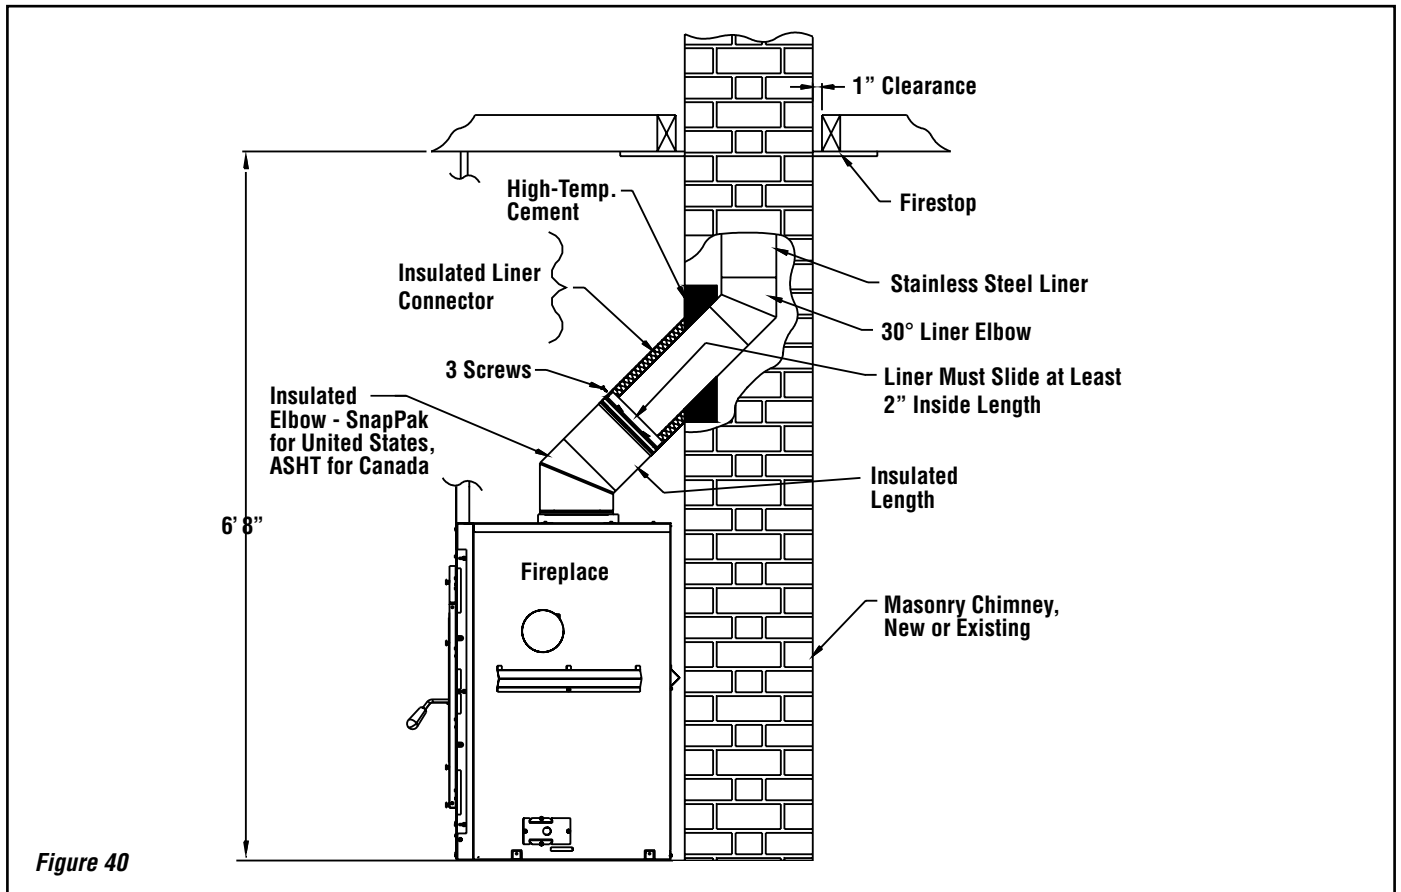 1” Clearance
High-Temp.
Cement
Firestop
Insulated Liner
Connector
Stainless Steel Liner
30° Liner Elbow
3 Screws
Liner Must Slide at Least
2” Inside Length
Insulated
Elbow - SnapPak
for United States,
ASHT for Canada
Insulated
Length
6’ 8”
Fireplace
Masonry Chimney,
New or Existing
Figure 40